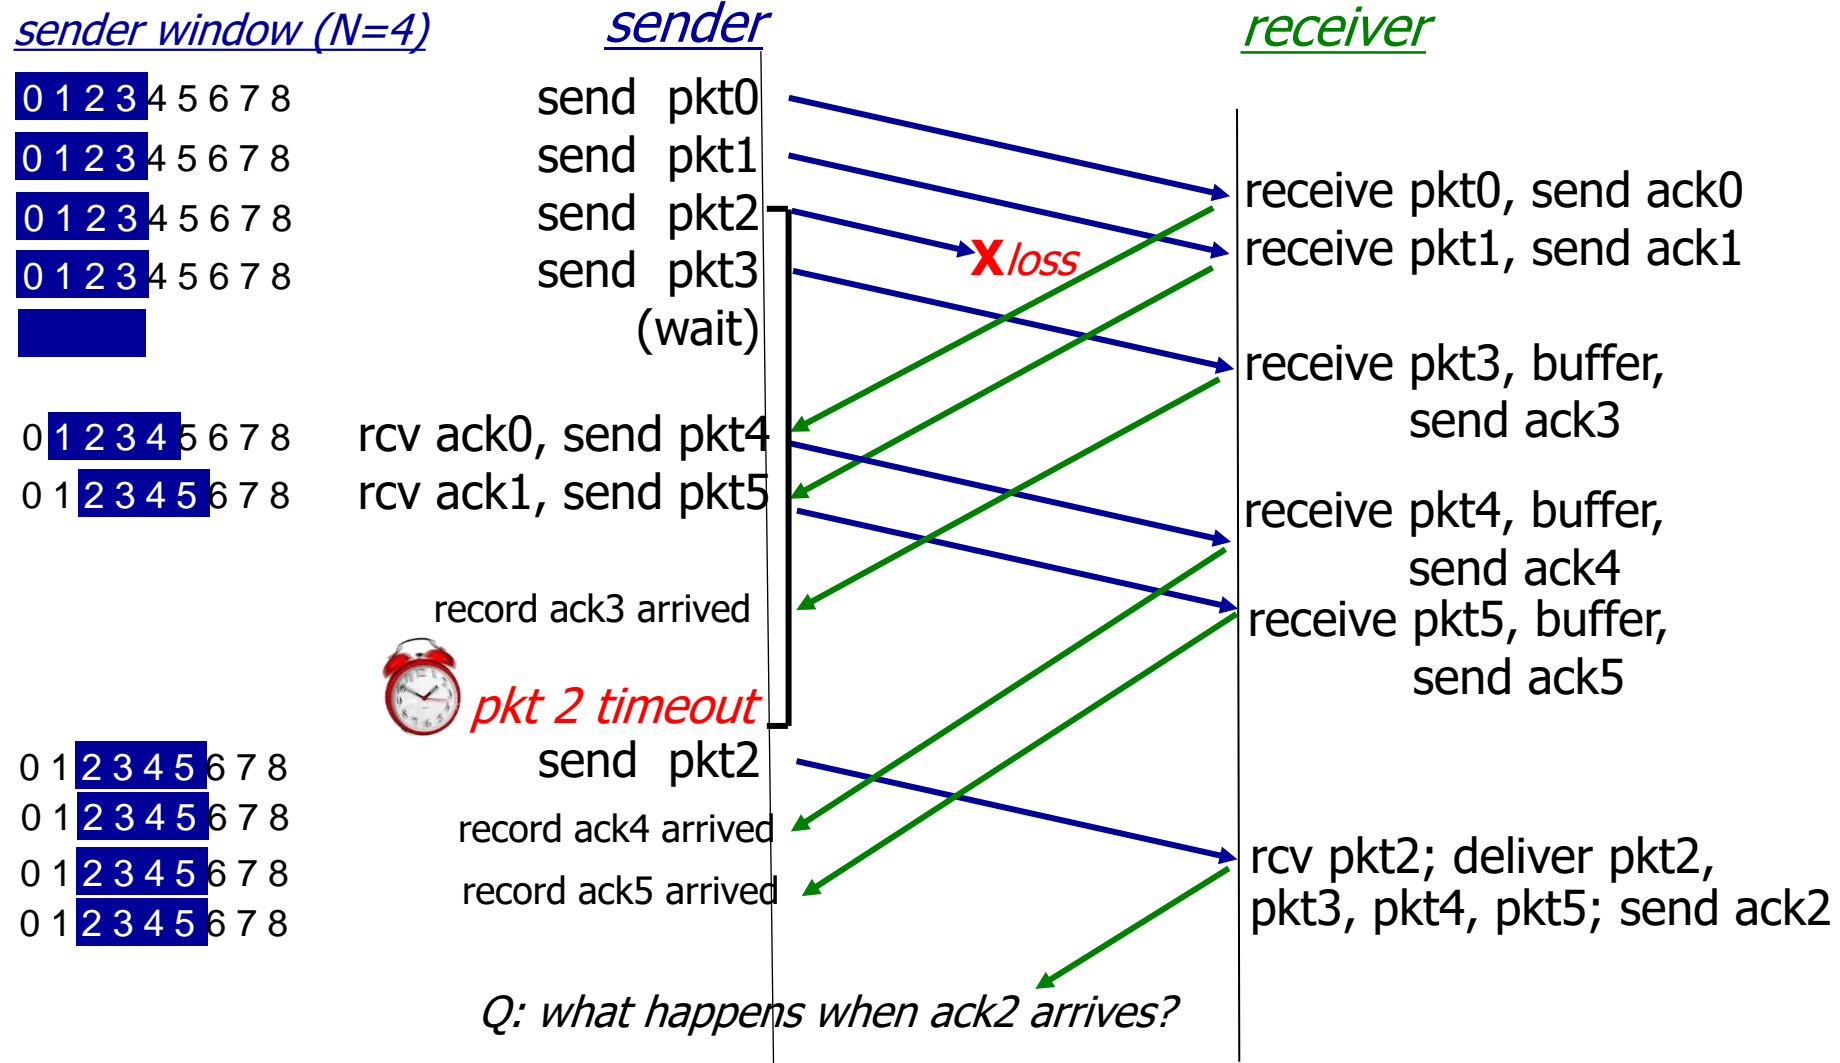 sender window (N=4)
sender
receiver
0 1 2 3 4 5 6 7 8
send pkt0
0 1 2 3 4 5 6 7 8
send pkt1
receive pkt0, send ack0
0 1 2 3 4 5 6 7 8
send pkt2
receive pkt1, send ack1
0 1 2 3 4 5 6 7 8
send pkt3
X loss
(wait)
receive pkt3, buffer,
send ack3
0 1 2 3 4 5 6 7 8
rcv ack0, send pkt4
0 1 2 3 4 5 6 7 8
rcv ack1, send pkt5
receive pkt4, buffer,
send ack4
record ack3 arrived
receive pkt5, buffer,
send ack5
pkt 2 timeout
0 1 2 3 4 5 6 7 8
send pkt2
0 1 2 3 4 5 6 7 8
record ack4 arrived
0 1 2 3 4 5 6 7 8
record ack5 arrived
rcv pkt2; deliver pkt2,
pkt3, pkt4, pkt5; send ack2
0 1 2 3 4 5 6 7 8
Q: what happens when ack2 arrives?